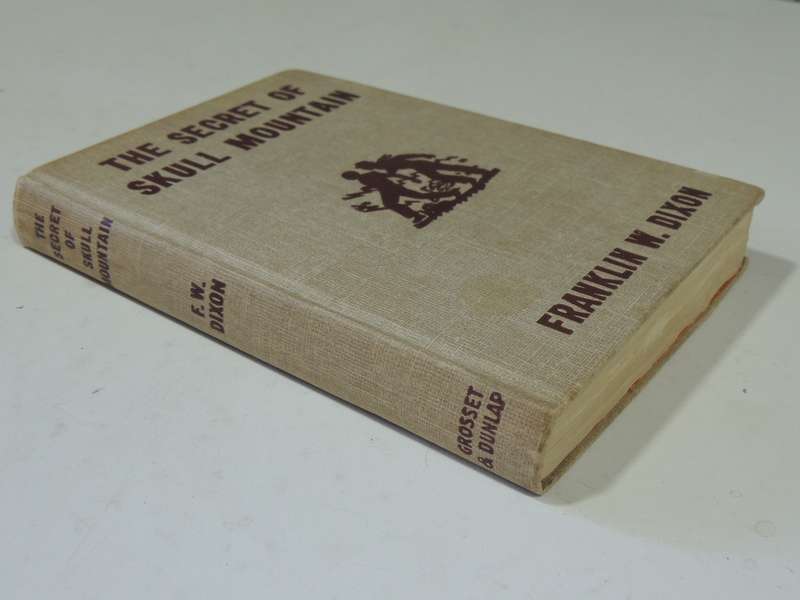 THE SECRET OF
SKULL MOUNTAIN
FRANKLIN W. DIXON
THE
SECRET
OF
SKULL
MOUNTAIN
F. W.
DIXON
GROSSET
& DUNLAP